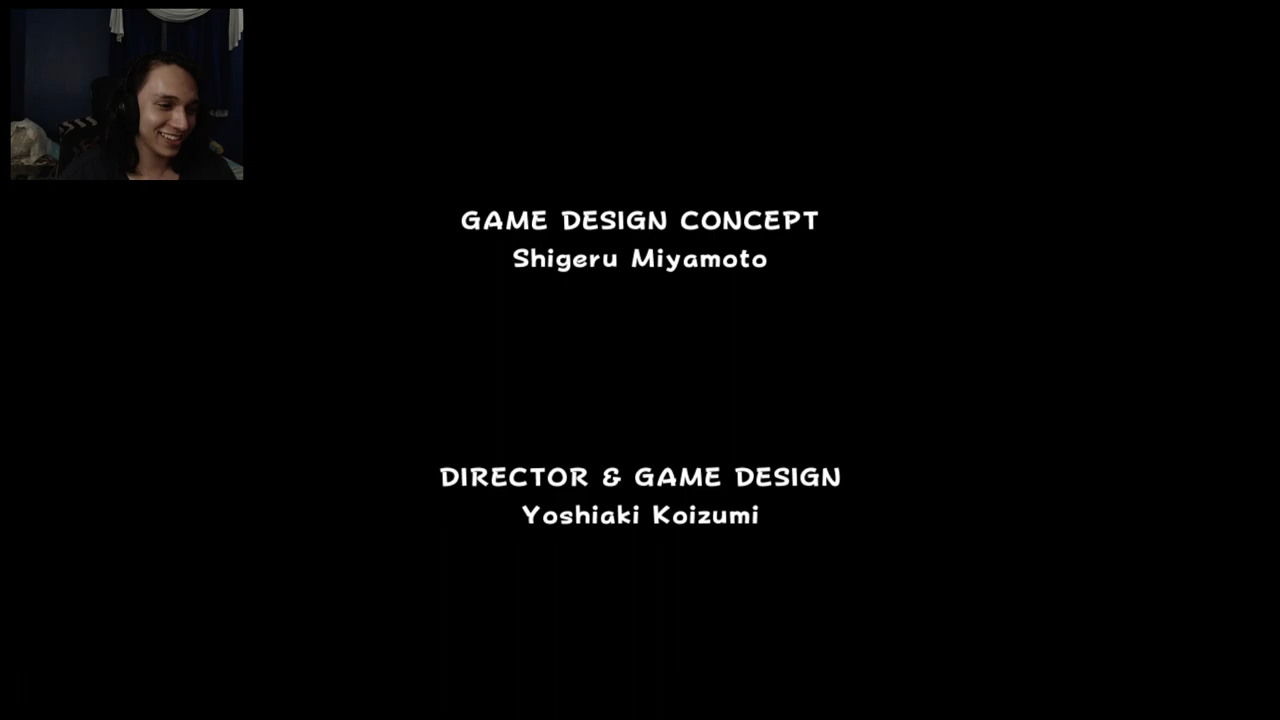 GAME DESIGN CONCEPT
Shigeru Miyamoto
DIRECTOR & GAME DESIGN
Yoshiaki Koizumi